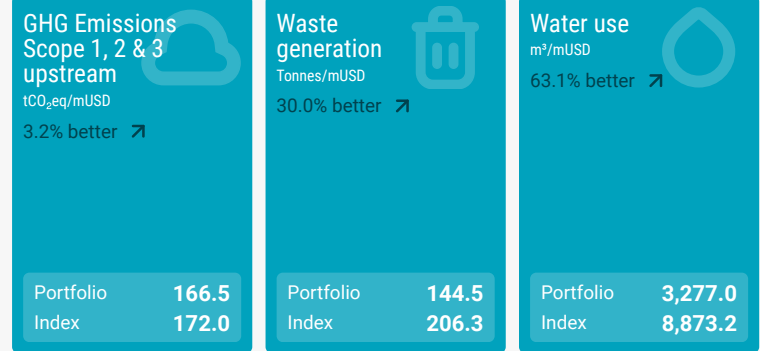 GHG Emissions
Scope 1, 2 & 3
upstream
tCO₂eq/mUSD
3.2% better
Portfolio 166.5
Index 172.0
Waste
generation
Tonnes/mUSD
30.0% better
Portfolio 144.5
Index 206.3
Water use
m³/mUSD
63.1% better
Portfolio 3,277.0
Index 8,873.2